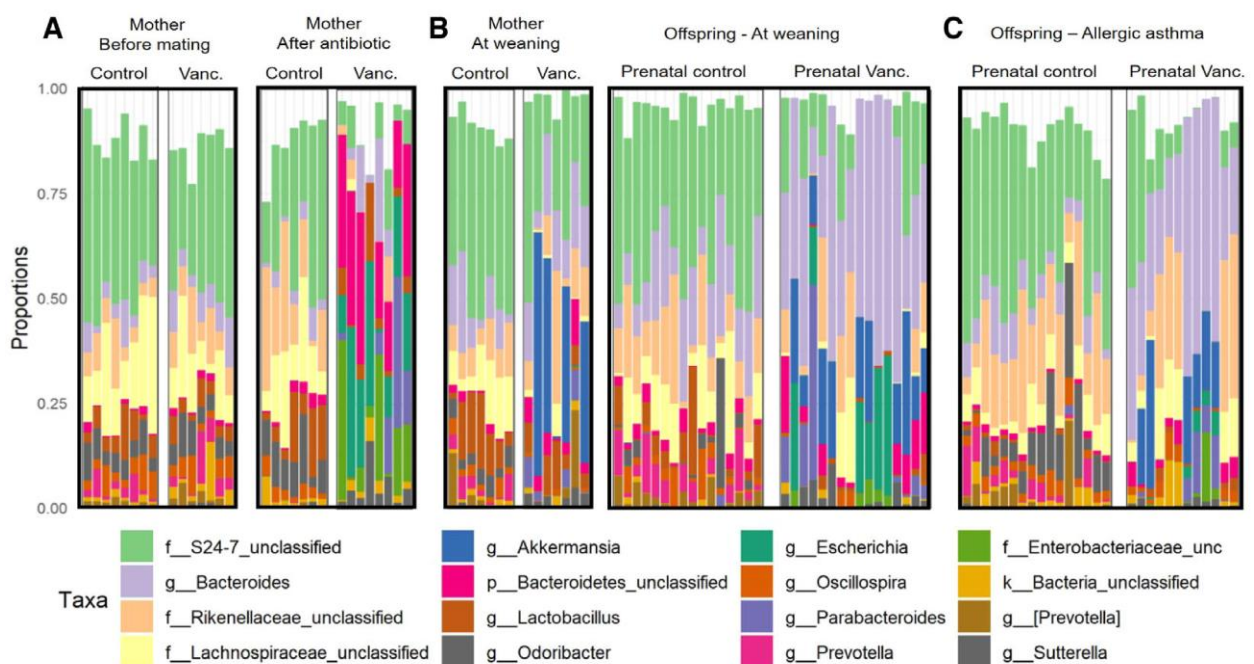 A
Mother
Before mating
Mother
After antibiotic
B
Mother
At weaning
Offspring - At weaning
C
Offspring – Allergic asthma
Control
Vanc.
Control
Vanc.
Control
Vanc.
Prenatal control
Prenatal Vanc.
Prenatal control
Prenatal Vanc.
Proportions
1.00
0.75
0.50
0.25
0.00
Taxa
f__S24-7_unclassified
g__Bacteroides
f__Rikenellaceae_unclassified
f__Lachnospiraceae_unclassified
g__Akkermansia
p__Bacteroidetes_unclassified
g__Lactobacillus
g__Odoribacter
g__Escherichia
g__Oscillospira
g__Parabacteroides
g__Prevotella
f__Enterobacteriaceae_unc
k__Bacteria_unclassified
g__[Prevotella]
g__Sutterella